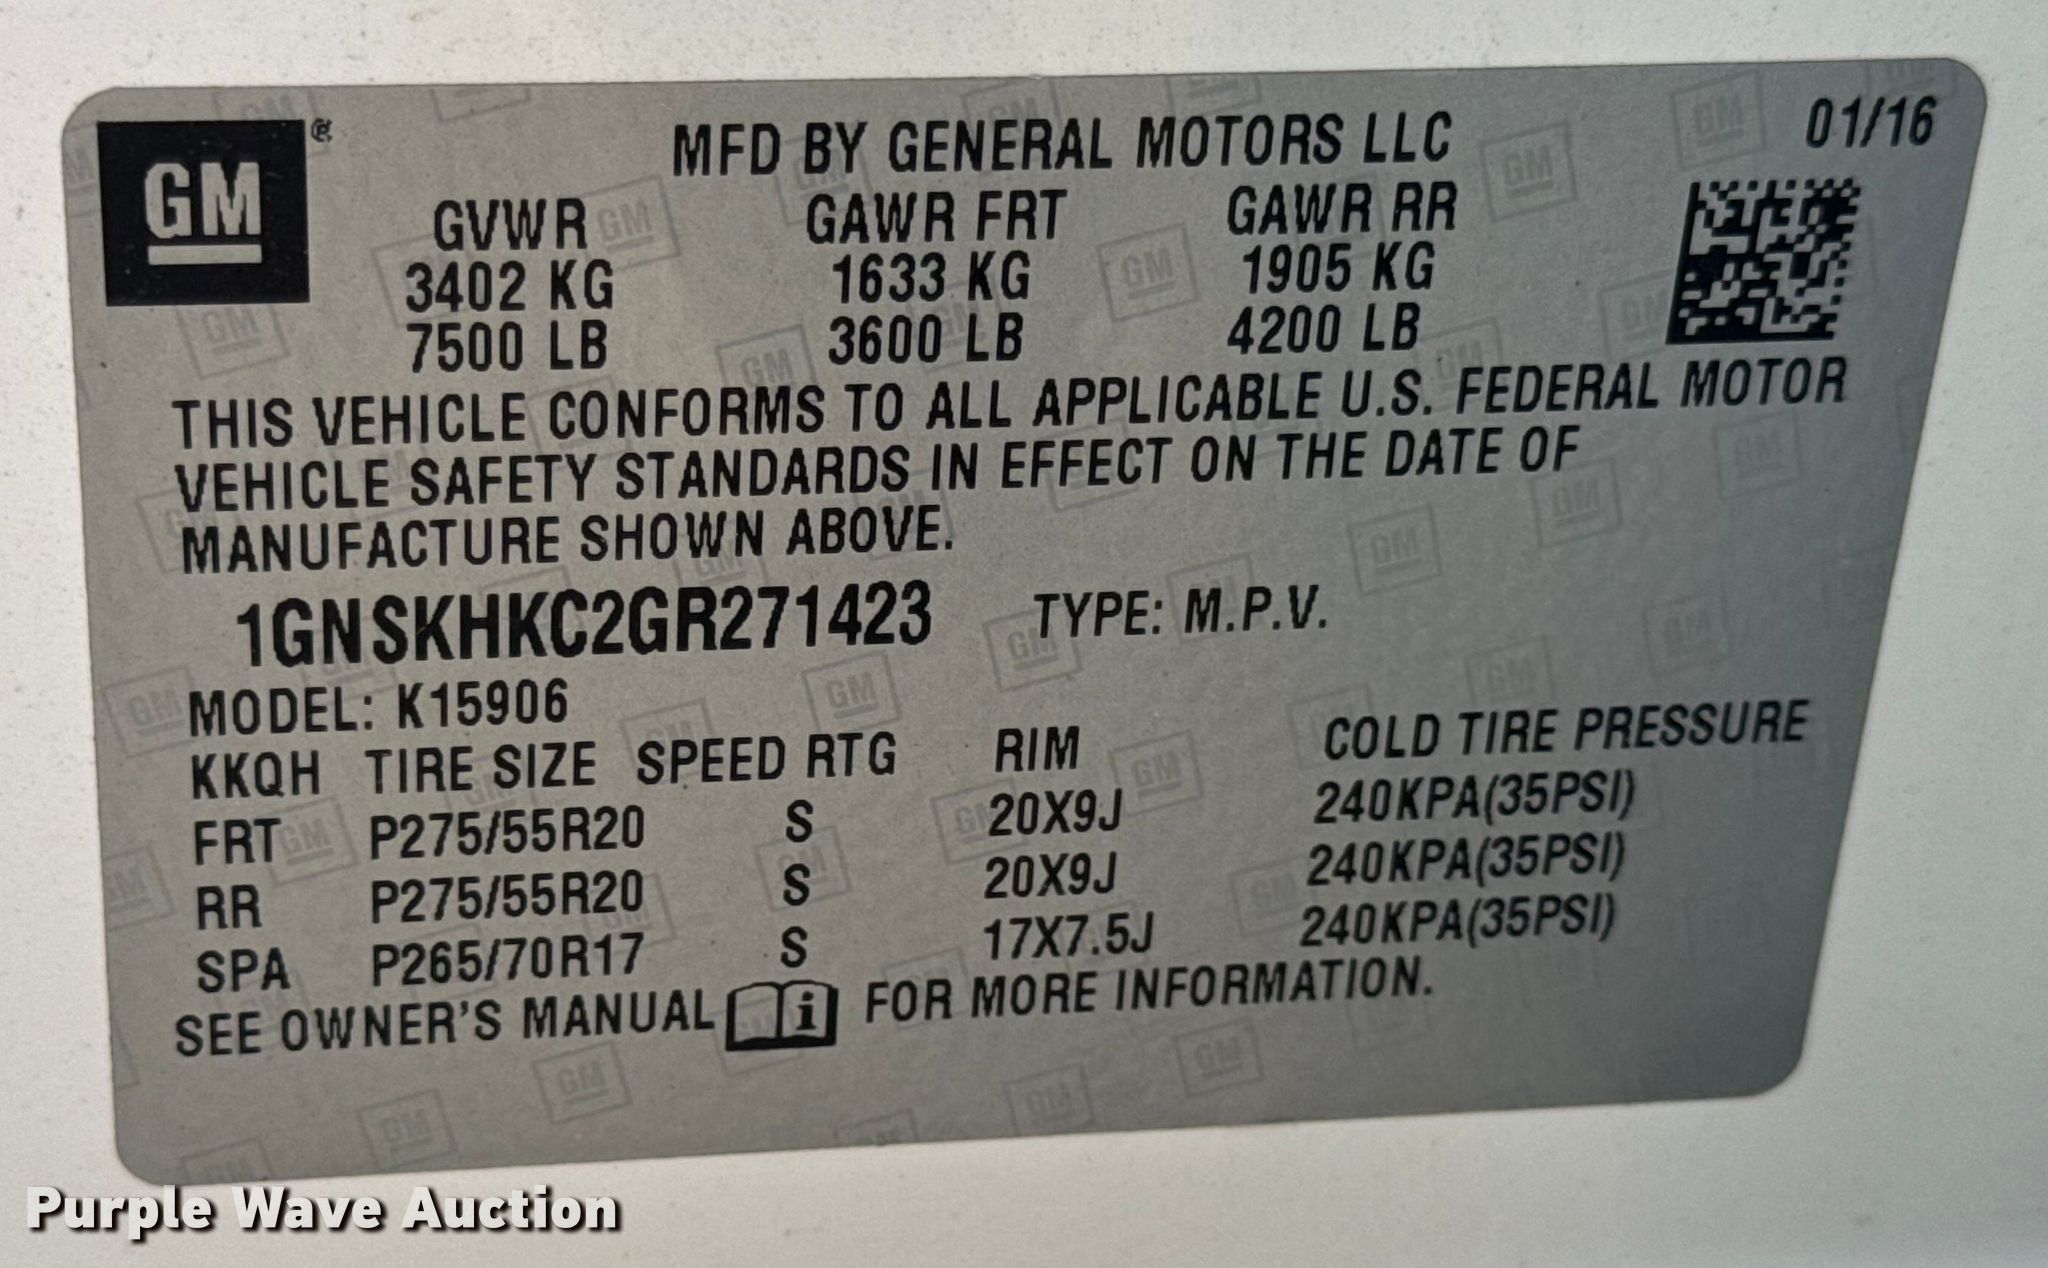 GM®
MFD BY GENERAL MOTORS LLC 01/16
GVWR GAWR FRT GAWR RR
3402 KG 1633 KG 1905 KG
7500 LB 3600 LB 4200 LB
THIS VEHICLE CONFORMS TO ALL APPLICABLE U.S. FEDERAL MOTOR
VEHICLE SAFETY STANDARDS IN EFFECT ON THE DATE OF
MANUFACTURE SHOWN ABOVE.
1GNSKHKC2GR271423 TYPE: M.P.V.
MODEL: K15906
KKQH TIRE SIZE SPEED RTG RIM COLD TIRE PRESSURE
FRT P275/55R20 S 20X9J 240KPA(35PSI)
RR P275/55R20 S 20X9J 240KPA(35PSI)
SPA P265/70R17 S 17X7.5J 240KPA(35PSI)
SEE OWNER'S MANUAL i FOR MORE INFORMATION.
Purple Wave Auction